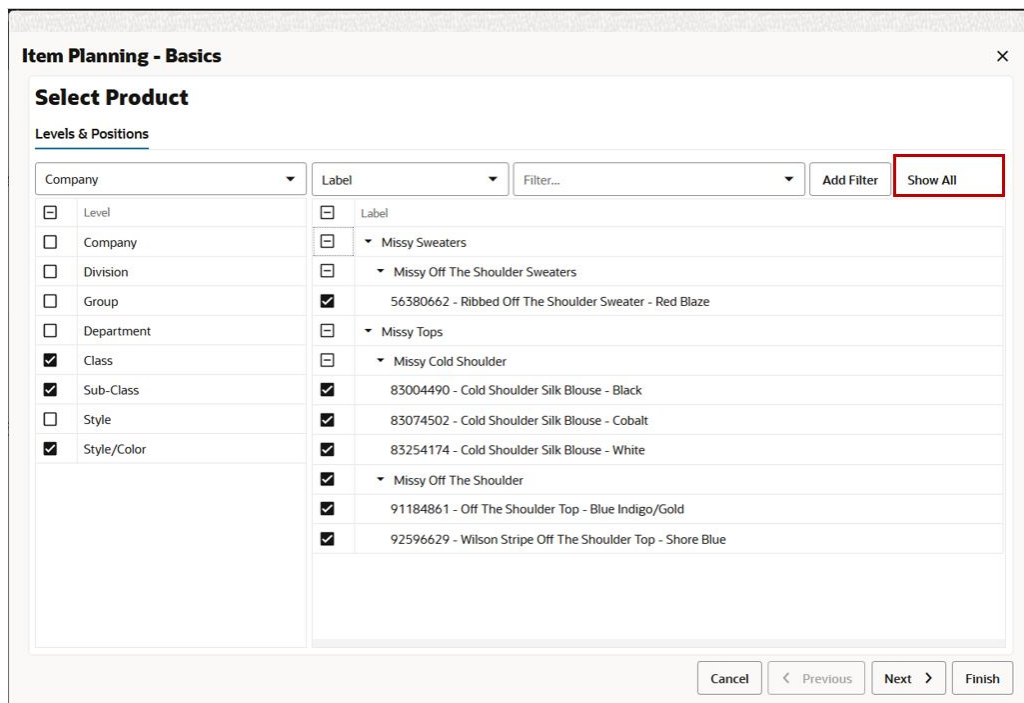 Item Planning - Basics
Select Product
Levels & Positions
Company
Label
Filter...
Add Filter
Show All
Level
Company
Division
Group
Department
Class
Sub-Class
Style
Style/Color
Label
Missy Sweaters
Missy Off The Shoulder Sweaters
56380662 - Ribbed Off The Shoulder Sweater - Red Blaze
Missy Tops
Missy Cold Shoulder
83004490 - Cold Shoulder Silk Blouse - Black
83074502 - Cold Shoulder Silk Blouse - Cobalt
83254174 - Cold Shoulder Silk Blouse - White
Missy Off The Shoulder
91184861 - Off The Shoulder Top - Blue Indigo/Gold
92596629 - Wilson Stripe Off The Shoulder Top - Shore Blue
Cancel
Previous
Next
Finish